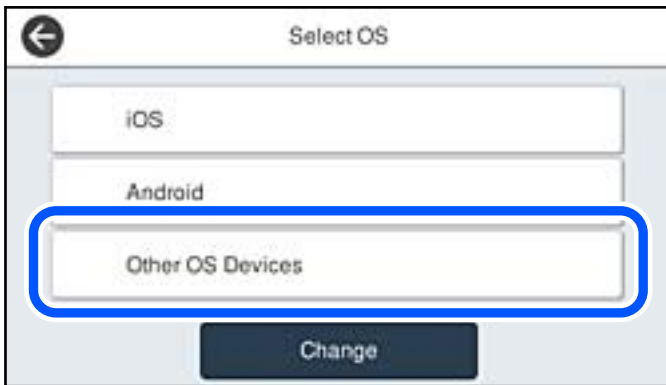 Select OS
iOS
Android
Other OS Devices
Change